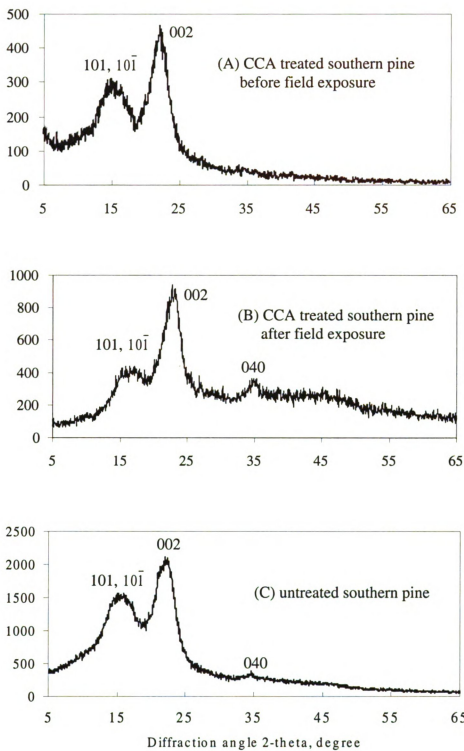 500
400
300
200
100
0
101, 101̅
002
(A) CCA treated southern pine
before field exposure
5 15 25 35 45 55 65
1000
800
600
400
200
0
101, 101̅
002
040
(B) CCA treated southern pine
after field exposure
5 15 25 35 45 55 65
2500
2000
1500
1000
500
0
101, 101̅
002
040
(C) untreated southern pine
5 15 25 35 45 55 65
Diffraction angle 2-theta, degree